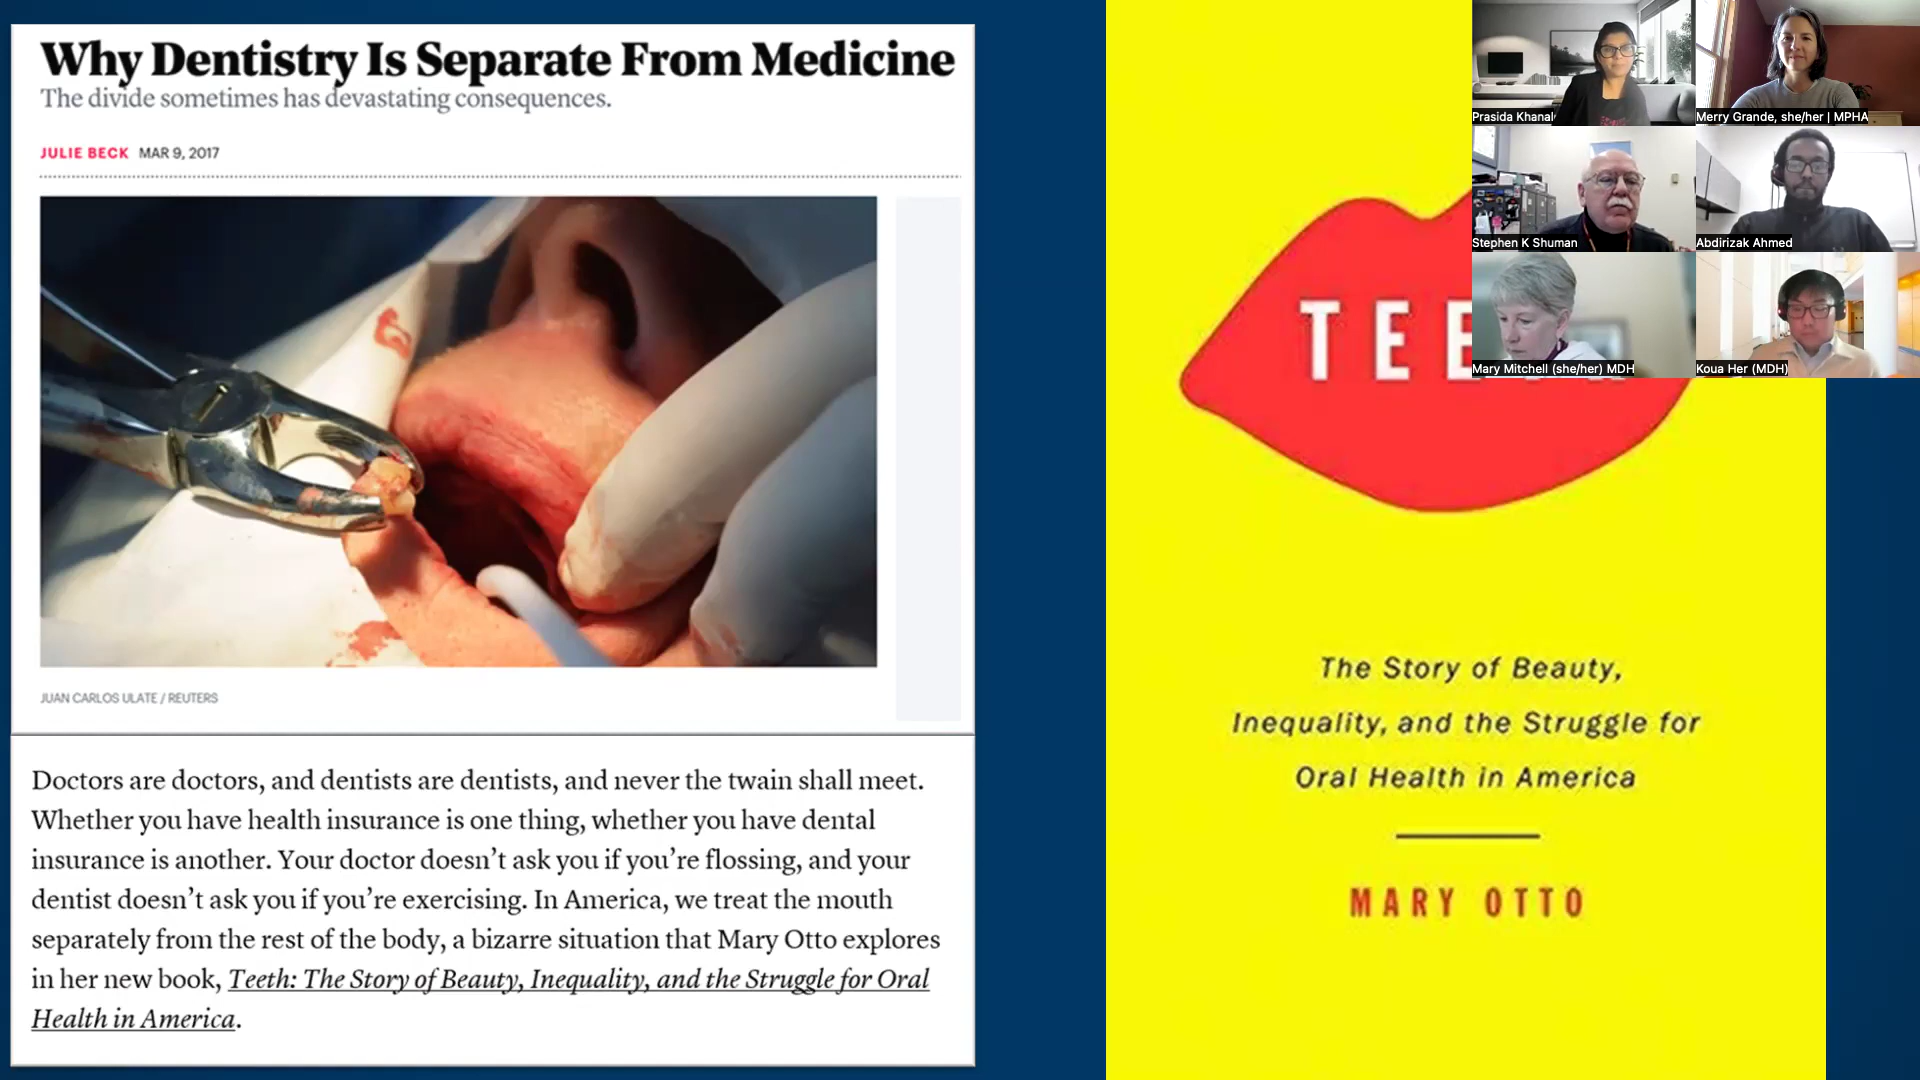 Why Dentistry Is Separate From Medicine
The divide sometimes has devastating consequences.
JULIE BECK MAR 9, 2017
JUAN CARLOS ULATE / REUTERS
Doctors are doctors, and dentists are dentists, and never the twain shall meet.
Whether you have health insurance is one thing, whether you have dental
insurance is another. Your doctor doesn't ask you if you're flossing, and your
dentist doesn't ask you if you're exercising. In America, we treat the mouth
separately from the rest of the body, a bizarre situation that Mary Otto explores
in her new book, Teeth: The Story of Beauty, Inequality, and the Struggle for Oral
Health in America.
The Story of Beauty,
Inequality, and the Struggle for
Oral Health in America
MARY OTTO
Prasida Khanal
Merry Grande, she/her | MPHA
Stephen K Shuman
Abdirizak Ahmed
Mary Mitchell (she/her) MDH
Koua Her (MDH)